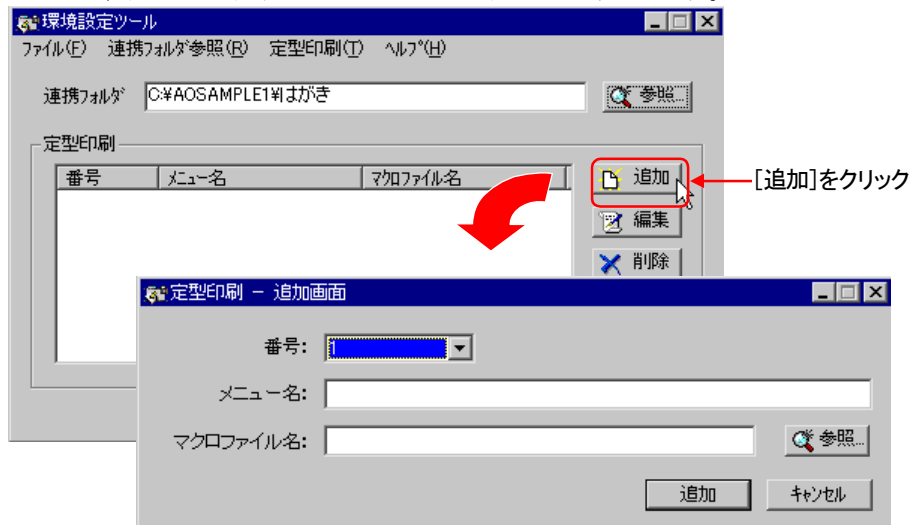 環境設定ツール
ファイル(F) 連携フォルダ参照(R) 定型印刷(T) ヘルプ(H)
連携フォルダ C:¥AOSAMPLE1¥はがき 参照...
定型印刷
番号 メニュー名 マクロファイル名 追加
[追加]をクリック
編集
削除
定型印刷 － 追加画面
番号: 1
メニュー名:
マクロファイル名: 参照...
追加 キャンセル